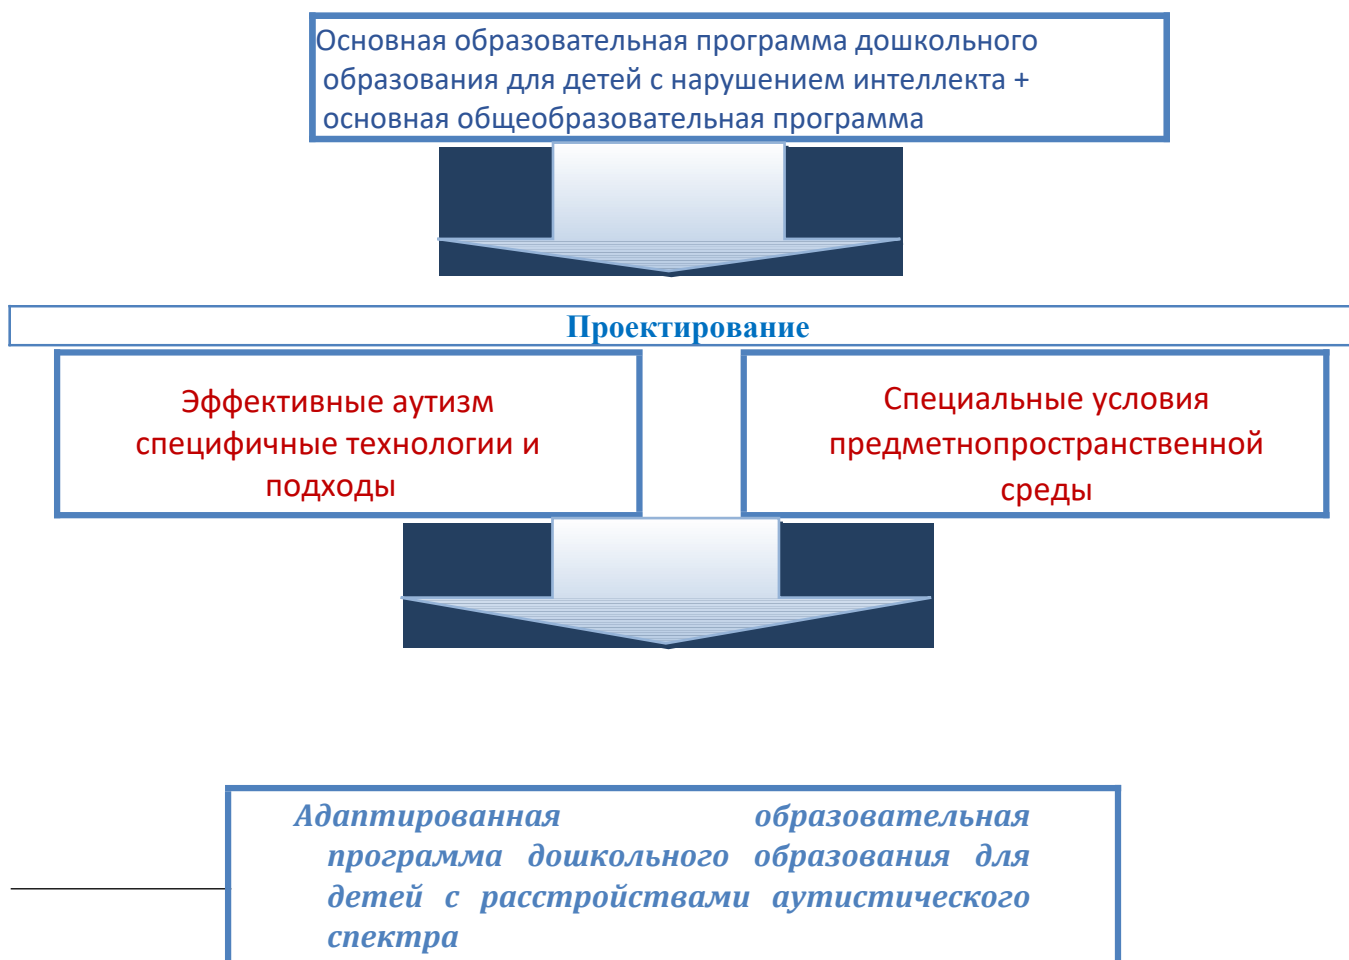 Основная образовательная программа дошкольного
образования для детей с нарушением интеллекта +
основная общеобразовательная программа
Проектирование
Эффективные аутизм
специфичные технологии и
подходы
Специальные условия
предметнопространственной
среды
Адаптированная образовательная
программа дошкольного образования для
детей с расстройствами аутистического
спектра